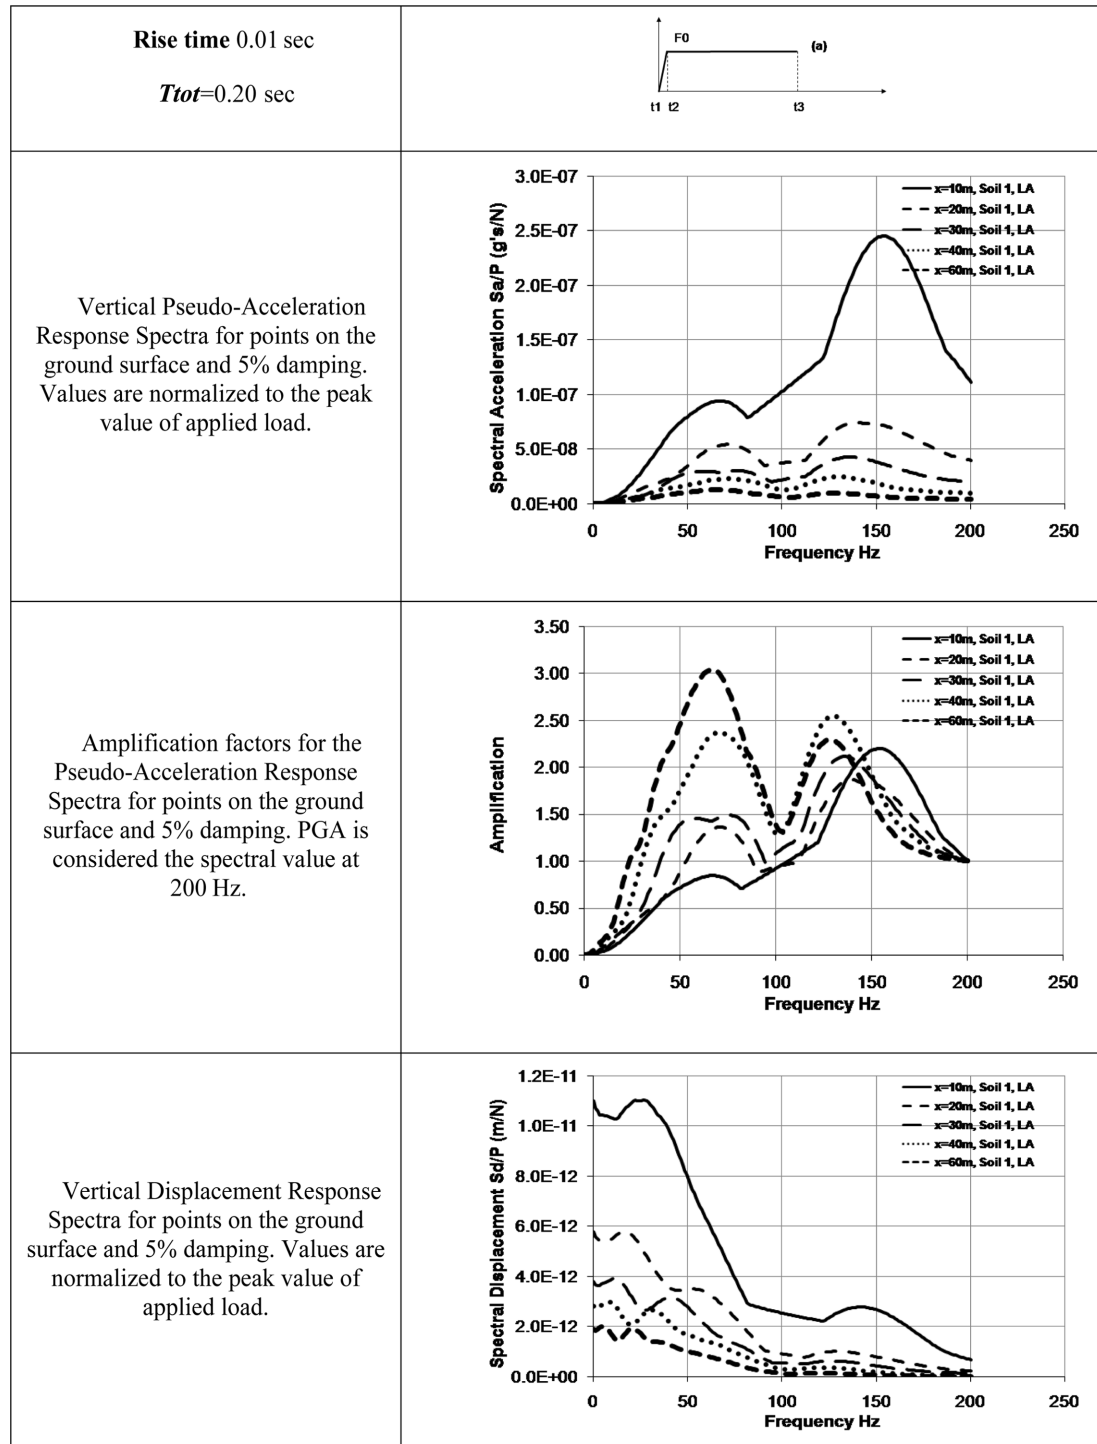 Rise time 0.01 sec
Ttot=0.20 sec
F0
(a)
t1 t2 t3
Vertical Pseudo-Acceleration
Response Spectra for points on the
ground surface and 5% damping.
Values are normalized to the peak
value of applied load.
Spectral Acceleration Sa/P (g's/N)
3.0E-07
2.5E-07
2.0E-07
1.5E-07
1.0E-07
5.0E-08
0.0E+00
x=10m, Soil 1, LA
x=20m, Soil 1, LA
x=30m, Soil 1, LA
x=40m, Soil 1, LA
x=60m, Soil 1, LA
0 50 100 150 200 250
Frequency Hz
Amplification factors for the
Pseudo-Acceleration Response
Spectra for points on the ground
surface and 5% damping. PGA is
considered the spectral value at
200 Hz.
Amplification
3.50
3.00
2.50
2.00
1.50
1.00
0.50
0.00
x=10m, Soil 1, LA
x=20m, Soil 1, LA
x=30m, Soil 1, LA
x=40m, Soil 1, LA
x=60m, Soil 1, LA
0 50 100 150 200 250
Frequency Hz
Vertical Displacement Response
Spectra for points on the ground
surface and 5% damping. Values are
normalized to the peak value of
applied load.
Spectral Displacement Sd/P (m/N)
1.2E-11
1.0E-11
8.0E-12
6.0E-12
4.0E-12
2.0E-12
0.0E+00
x=10m, Soil 1, LA
x=20m, Soil 1, LA
x=30m, Soil 1, LA
x=40m, Soil 1, LA
x=60m, Soil 1, LA
0 50 100 150 200 250
Frequency Hz